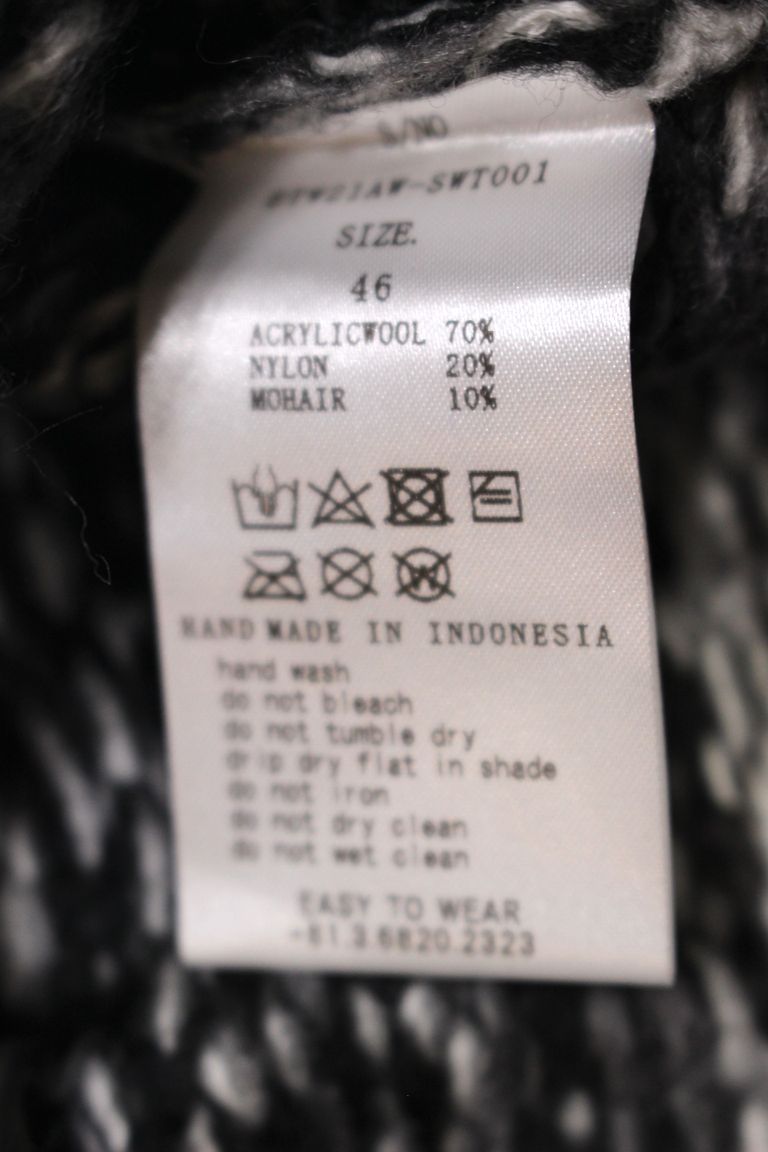 S/NO
SIZE.
46
ACRYLICWOOL 70%
NYLON 20%
MOHAIR 10%
W
HAND MADE IN INDONESIA
hand wash
do not bleach
do not tumble dry
drip dry flat in shade
do not iron
do not dry clean
do not wet clean
EASY TO WEAR
+81.3.6820.2323